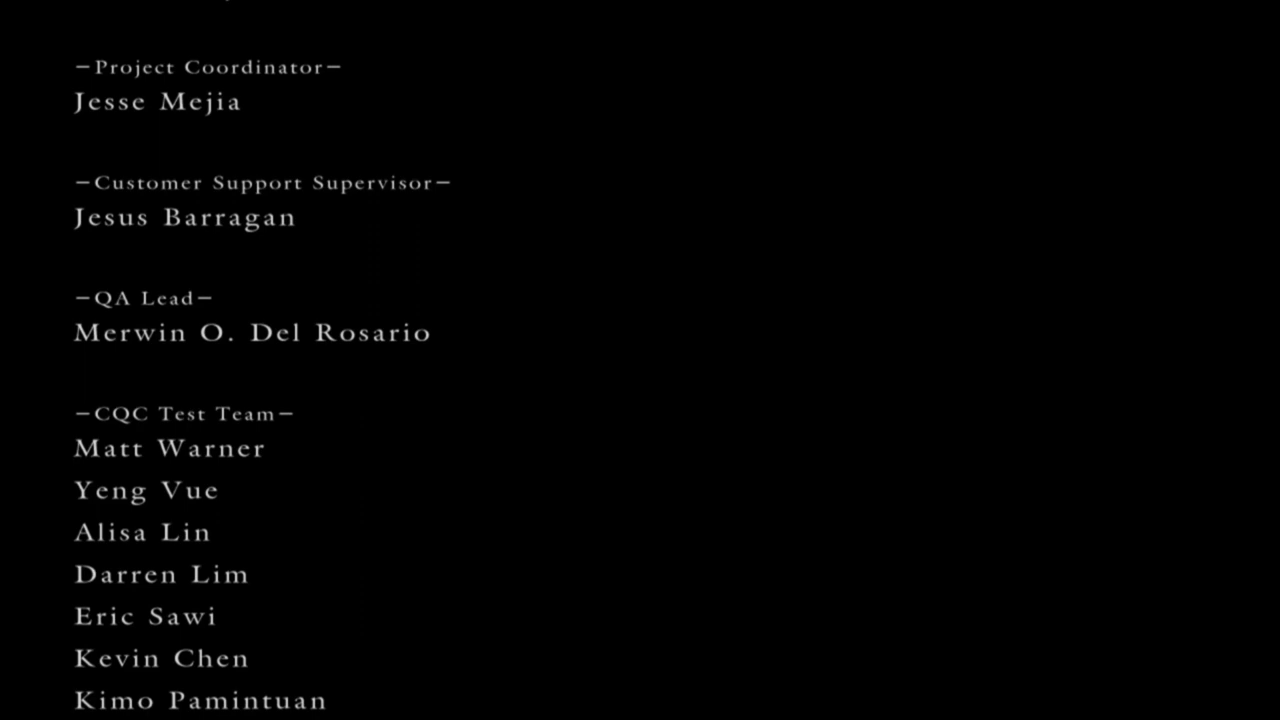 —Project Coordinator—
Jesse Mejia
—Customer Support Supervisor—
Jesus Barragan
—QA Lead—
Merwin O. Del Rosario
—CQC Test Team—
Matt Warner
Yeng Vue
Alisa Lin
Darren Lim
Eric Sawi
Kevin Chen
Kimo Pamintuan